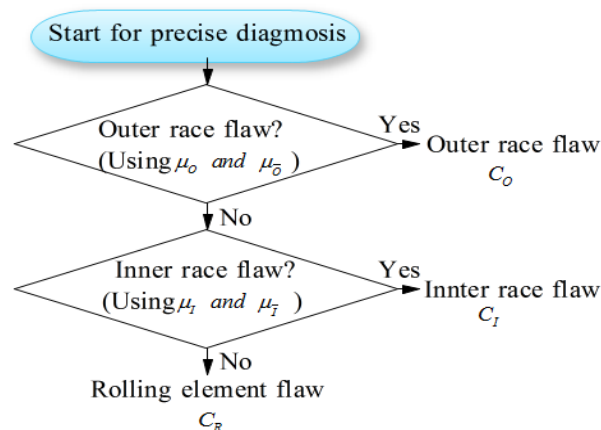 Start for precise diagnosis
Outer race flaw?
(Using μ_O and μ_Ō )
Yes
Outer race flaw
C_O
No
Inner race flaw?
(Using μ_I and μ_Ī )
Yes
Innter race flaw
C_I
No
Rolling element flaw
C_R